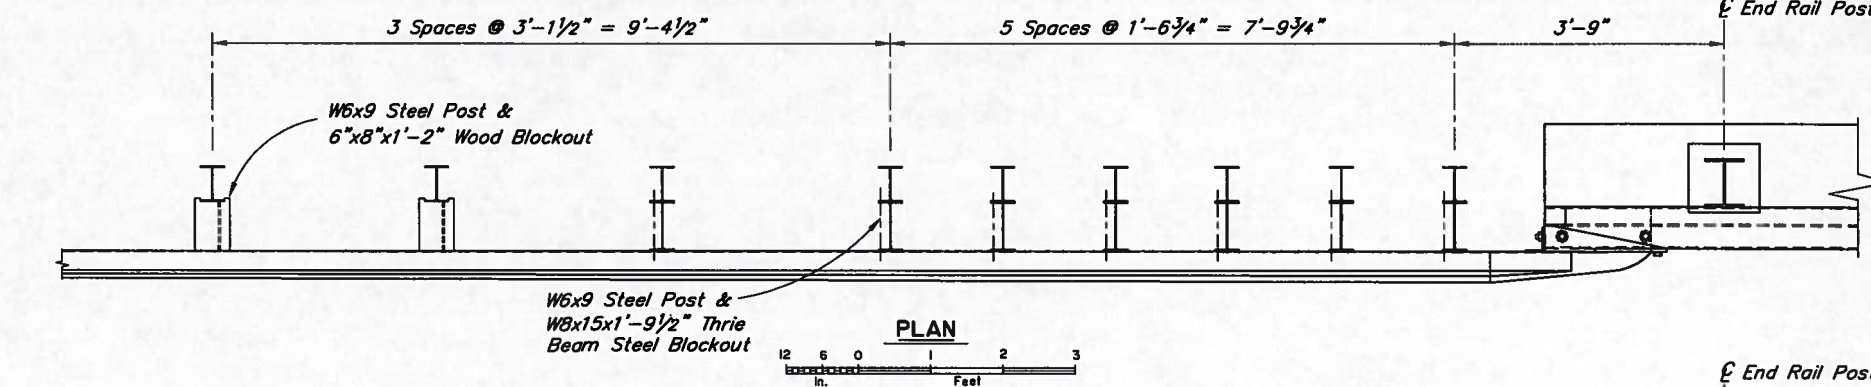 ℄ End Rail Post
3 Spaces @ 3'-1½" = 9'-4½"
5 Spaces @ 1'-6¾" = 7'-9¾"
3'-9"
W6x9 Steel Post &
6"x8"x1'-2" Wood Blockout
W6x9 Steel Post &
W8x15x1'-9½" Thrie
Beam Steel Blockout
PLAN
12 6 0 1 2 3
In. Feet
℄ End Rail Post